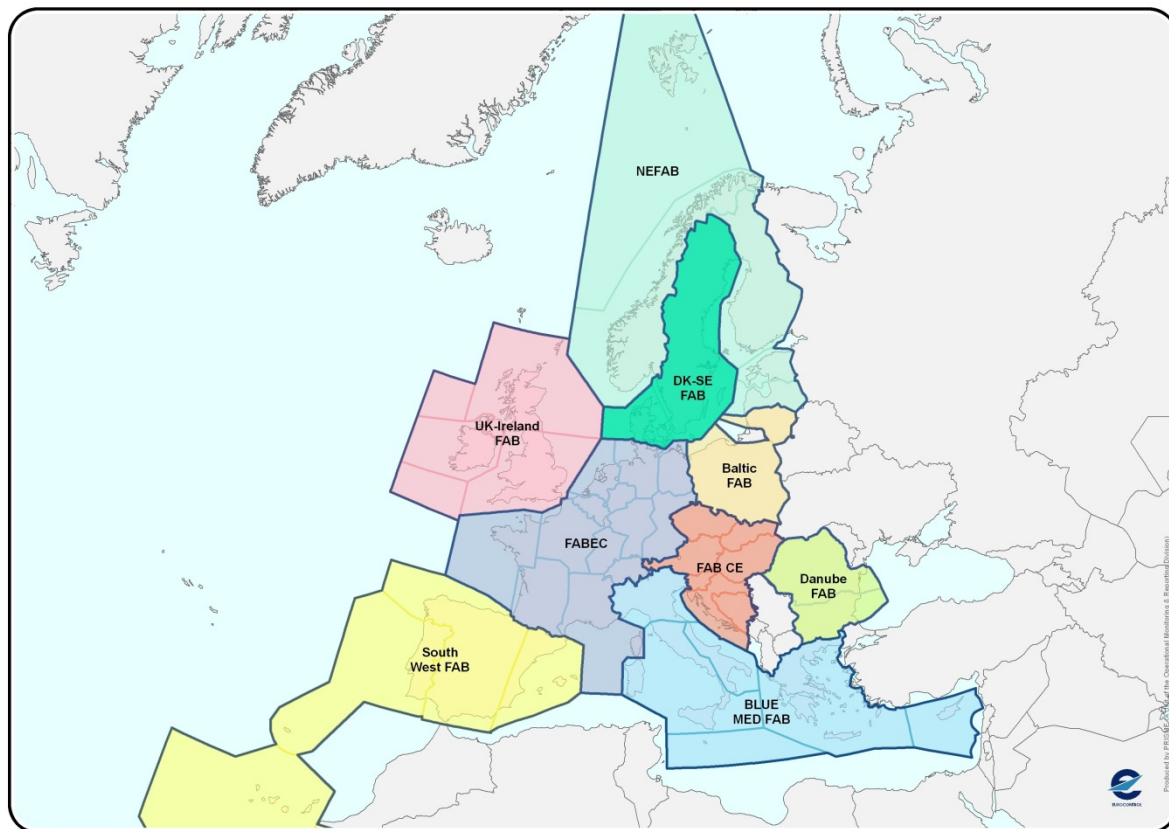 NEFAB
DK-SE
FAB
UK-Ireland
FAB
Baltic
FAB
FABEC
FAB CE
Danube
FAB
South
West FAB
BLUE
MED FAB
EUROCONTROL